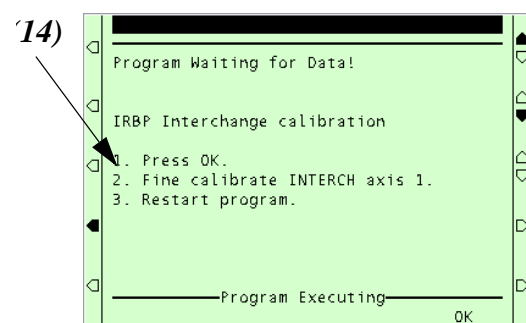 (14)
Program Waiting for Data!
IRBP Interchange calibration
1. Press OK.
2. Fine calibrate INTERCH axis 1.
3. Restart program.
Program Executing
OK